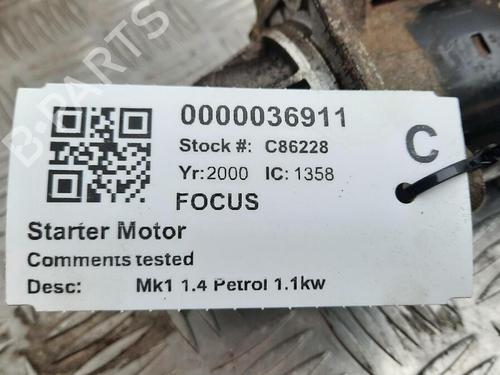 0000036911
Stock #: C86228
C
Yr:2000 IC: 1358
FOCUS
Starter Motor
Comments tested
Desc: Mk1 1.4 Petrol 1.1kw
B-PARTS